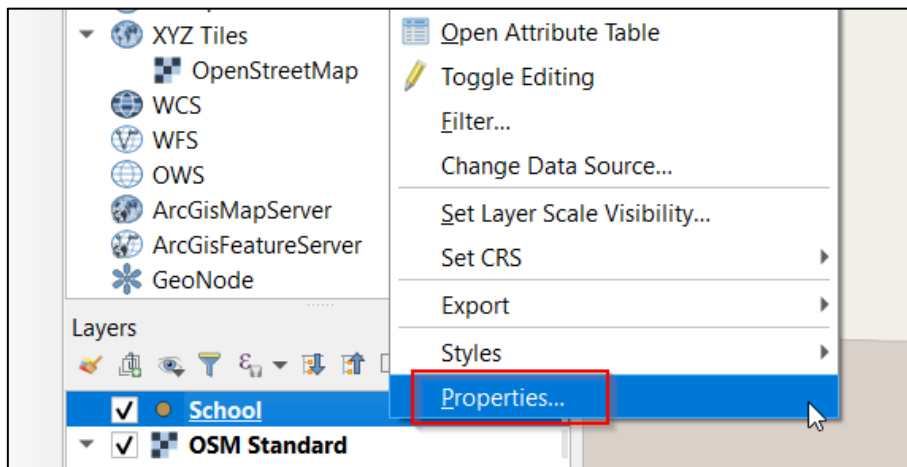 XYZ Tiles
OpenStreetMap
WCS
WFS
OWS
ArcGisMapServer
ArcGisFeatureServer
GeoNode
Layers
School
OSM Standard
Open Attribute Table
Toggle Editing
Filter...
Change Data Source...
Set Layer Scale Visibility...
Set CRS
Export
Styles
Properties...